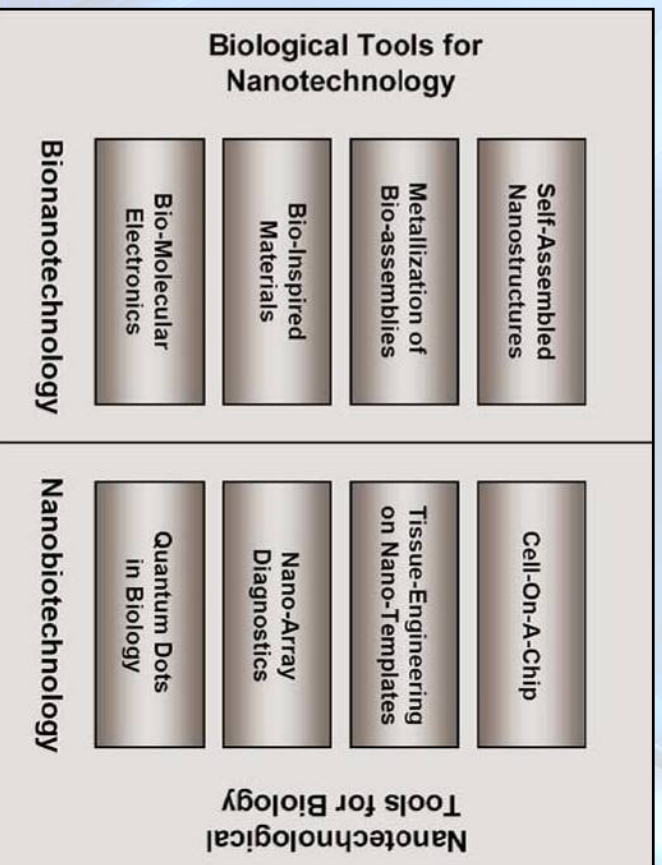 Biological Tools for
Nanotechnology
Self-Assembled
Nanostructures
Metallization of
Bio-assemblies
Bio-Inspired
Materials
Bio-Molecular
Electronics
Bionanotechnology
Cell-On-A-Chip
Tissue-Engineering
on Nano-Templates
Nano-Array
Diagnostics
Quantum Dots
in Biology
Nanobiotechnology
Nanotechnological
Tools for Biology